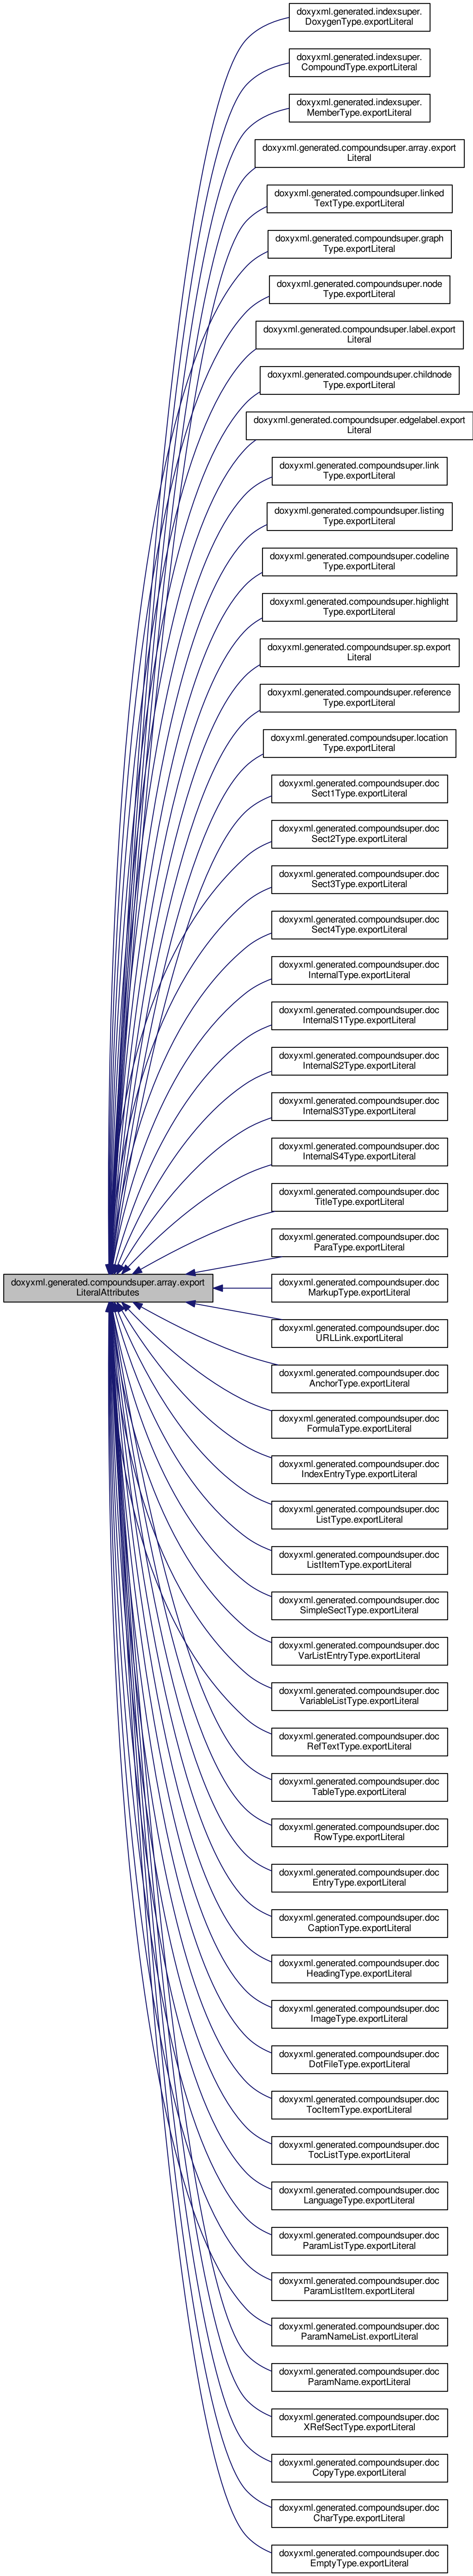 doxyxml.generated.indexsuper.
DoxygenType.exportLiteral
doxyxml.generated.indexsuper.
CompoundType.exportLiteral
doxyxml.generated.indexsuper.
MemberType.exportLiteral
doxyxml.generated.compoundsuper.array.export
Literal
doxyxml.generated.compoundsuper.linked
TextType.exportLiteral
doxyxml.generated.compoundsuper.graph
Type.exportLiteral
doxyxml.generated.compoundsuper.node
Type.exportLiteral
doxyxml.generated.compoundsuper.label.export
Literal
doxyxml.generated.compoundsuper.childnode
Type.exportLiteral
doxyxml.generated.compoundsuper.edgelabel.export
Literal
doxyxml.generated.compoundsuper.link
Type.exportLiteral
doxyxml.generated.compoundsuper.listing
Type.exportLiteral
doxyxml.generated.compoundsuper.codeline
Type.exportLiteral
doxyxml.generated.compoundsuper.highlight
Type.exportLiteral
doxyxml.generated.compoundsuper.sp.export
Literal
doxyxml.generated.compoundsuper.reference
Type.exportLiteral
doxyxml.generated.compoundsuper.location
Type.exportLiteral
doxyxml.generated.compoundsuper.doc
Sect1Type.exportLiteral
doxyxml.generated.compoundsuper.doc
Sect2Type.exportLiteral
doxyxml.generated.compoundsuper.doc
Sect3Type.exportLiteral
doxyxml.generated.compoundsuper.doc
Sect4Type.exportLiteral
doxyxml.generated.compoundsuper.doc
InternalType.exportLiteral
doxyxml.generated.compoundsuper.doc
InternalS1Type.exportLiteral
doxyxml.generated.compoundsuper.doc
InternalS2Type.exportLiteral
doxyxml.generated.compoundsuper.doc
InternalS3Type.exportLiteral
doxyxml.generated.compoundsuper.doc
InternalS4Type.exportLiteral
doxyxml.generated.compoundsuper.doc
TitleType.exportLiteral
doxyxml.generated.compoundsuper.doc
ParaType.exportLiteral
doxyxml.generated.compoundsuper.array.export
LiteralAttributes
doxyxml.generated.compoundsuper.doc
MarkupType.exportLiteral
doxyxml.generated.compoundsuper.doc
URLLink.exportLiteral
doxyxml.generated.compoundsuper.doc
AnchorType.exportLiteral
doxyxml.generated.compoundsuper.doc
FormulaType.exportLiteral
doxyxml.generated.compoundsuper.doc
IndexEntryType.exportLiteral
doxyxml.generated.compoundsuper.doc
ListType.exportLiteral
doxyxml.generated.compoundsuper.doc
ListItemType.exportLiteral
doxyxml.generated.compoundsuper.doc
SimpleSectType.exportLiteral
doxyxml.generated.compoundsuper.doc
VarListEntryType.exportLiteral
doxyxml.generated.compoundsuper.doc
VariableListType.exportLiteral
doxyxml.generated.compoundsuper.doc
RefTextType.exportLiteral
doxyxml.generated.compoundsuper.doc
TableType.exportLiteral
doxyxml.generated.compoundsuper.doc
RowType.exportLiteral
doxyxml.generated.compoundsuper.doc
EntryType.exportLiteral
doxyxml.generated.compoundsuper.doc
CaptionType.exportLiteral
doxyxml.generated.compoundsuper.doc
HeadingType.exportLiteral
doxyxml.generated.compoundsuper.doc
ImageType.exportLiteral
doxyxml.generated.compoundsuper.doc
DotFileType.exportLiteral
doxyxml.generated.compoundsuper.doc
TocItemType.exportLiteral
doxyxml.generated.compoundsuper.doc
TocListType.exportLiteral
doxyxml.generated.compoundsuper.doc
LanguageType.exportLiteral
doxyxml.generated.compoundsuper.doc
ParamListType.exportLiteral
doxyxml.generated.compoundsuper.doc
ParamListItem.exportLiteral
doxyxml.generated.compoundsuper.doc
ParamNameList.exportLiteral
doxyxml.generated.compoundsuper.doc
ParamName.exportLiteral
doxyxml.generated.compoundsuper.doc
XRefSectType.exportLiteral
doxyxml.generated.compoundsuper.doc
CopyType.exportLiteral
doxyxml.generated.compoundsuper.doc
CharType.exportLiteral
doxyxml.generated.compoundsuper.doc
EmptyType.exportLiteral